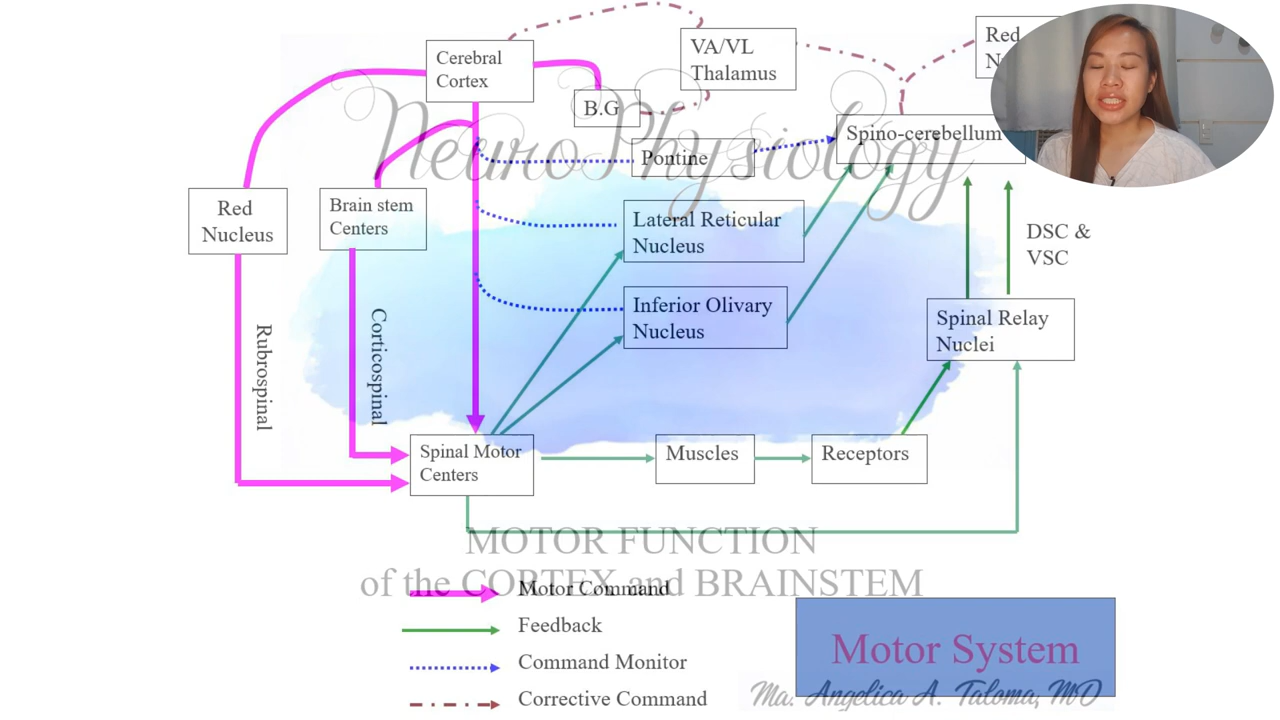 Cerebral
Cortex
VA/VL
Thalamus
Red
B.G
NeuroPhysiology
Spino-cerebellum
Pontine
Red
Nucleus
Brain stem
Centers
Lateral Reticular
Nucleus
DSC &
VSC
Inferior Olivary
Nucleus
Spinal Relay
Nuclei
Rubrospinal
Corticospinal
Spinal Motor
Centers
Muscles
Receptors
MOTOR FUNCTION
of the CORTEX and BRAINSTEM
Motor Command
Feedback
Command Monitor
Corrective Command
Motor System
Ma. Angelica A. Taloma, MD